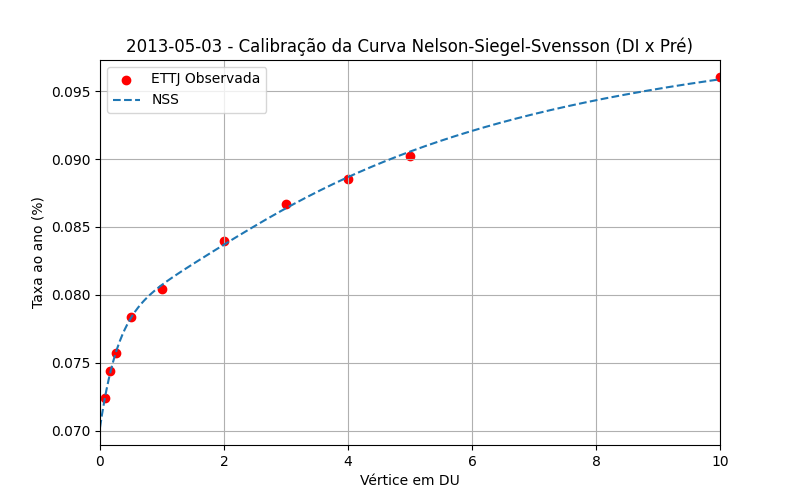 2013-05-03 - Calibração da Curva Nelson-Siegel-Svensson (DI x Pré)
ETTJ Observada
NSS
0.095
0.090
0.085
0.080
0.075
0.070
Taxa ao ano (%)
0 2 4 6 8 10
Vértice em DU